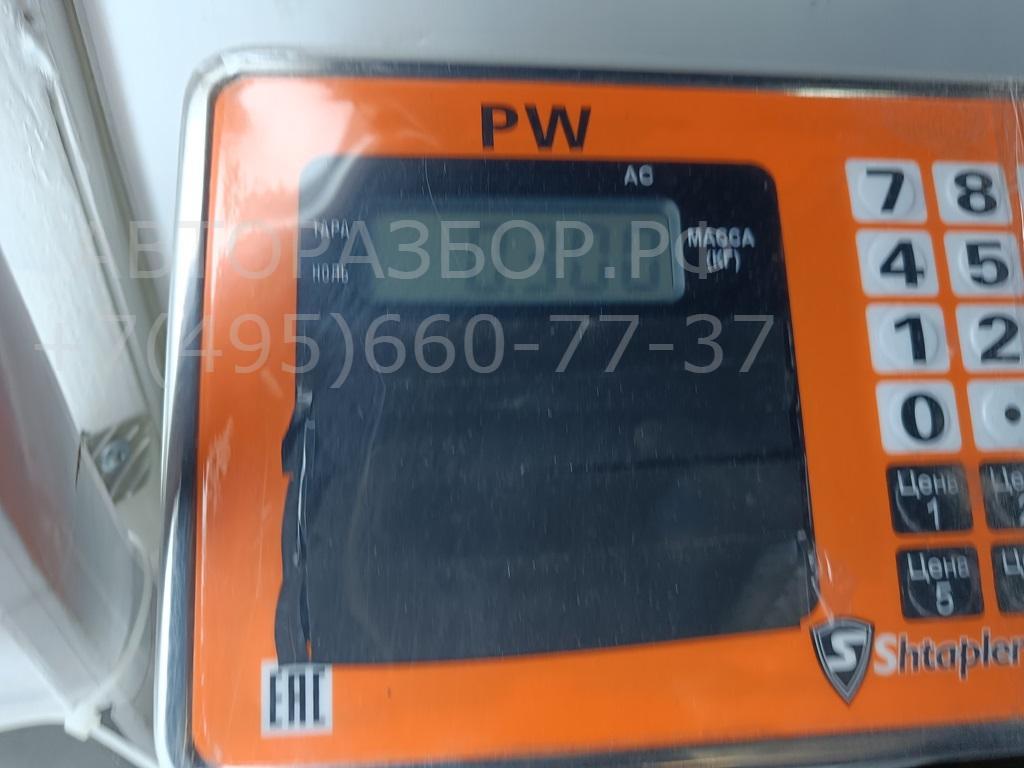 PW
AC
ТАРА
НОЛЬ
МАССА
(КГ)
АВТОРАЗБОР.РФ
+7(495)660-77-37
7 8
4 5
1 2
0 .
Цена
1
Цена
5
Shtapler
EAC